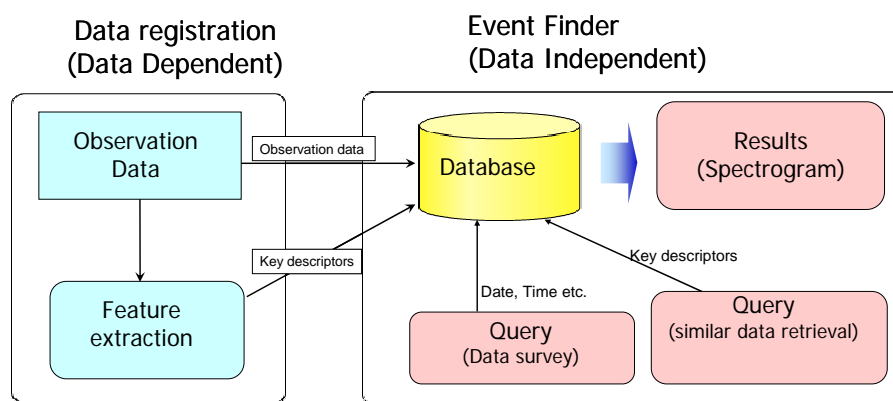 Data registration
(Data Dependent)
Event Finder
(Data Independent)
Observation
Data
Observation data
Database
Results
(Spectrogram)
Key descriptors
Key descriptors
Feature
extraction
Date, Time etc.
Query
(Data survey)
Query
(similar data retrieval)